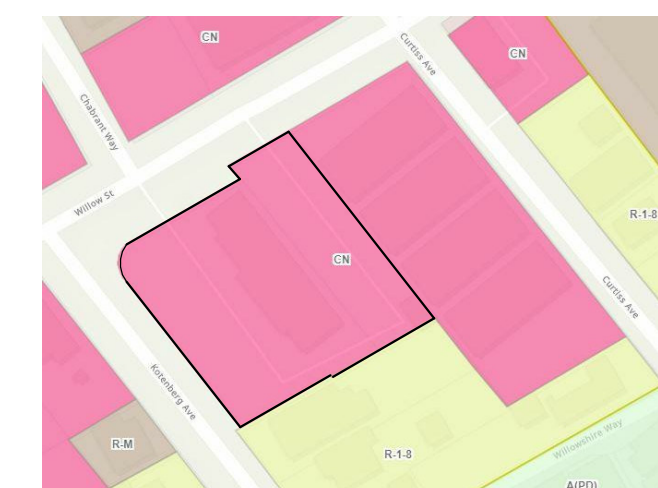 CN
Curtiss Ave
CN
Chabrant Way
Willow St
R-1-8
CN
Curtiss Ave
Kotenberg Ave
R-M
R-1-8
Willowshire Way
A(PD)